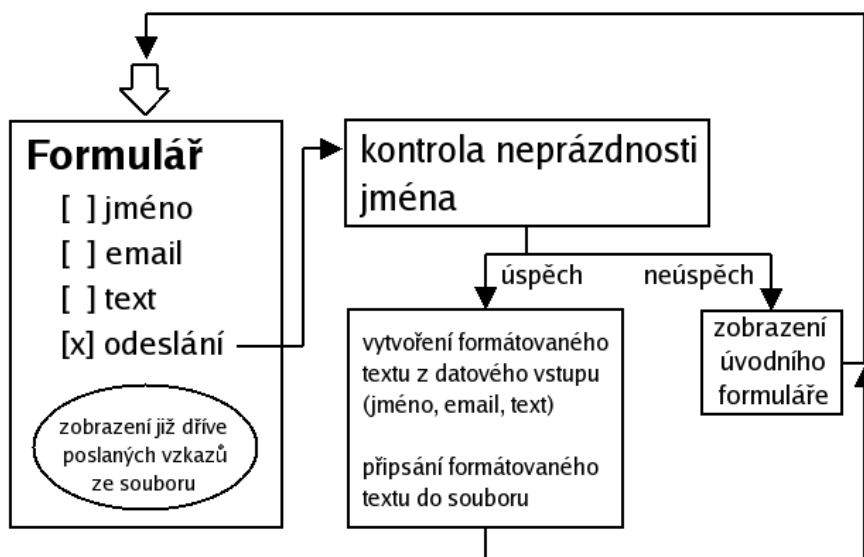 Formulář
[ ] jméno
[ ] email
[ ] text
[x] odeslání
zobrazení již dříve
poslaných vzkazů
ze souboru
kontrola neprázdnosti
jména
úspěch
neúspěch
vytvoření formátovaného
textu z datového vstupu
(jméno, email, text)
připsání formátovaného
textu do souboru
zobrazení
úvodního
formuláře